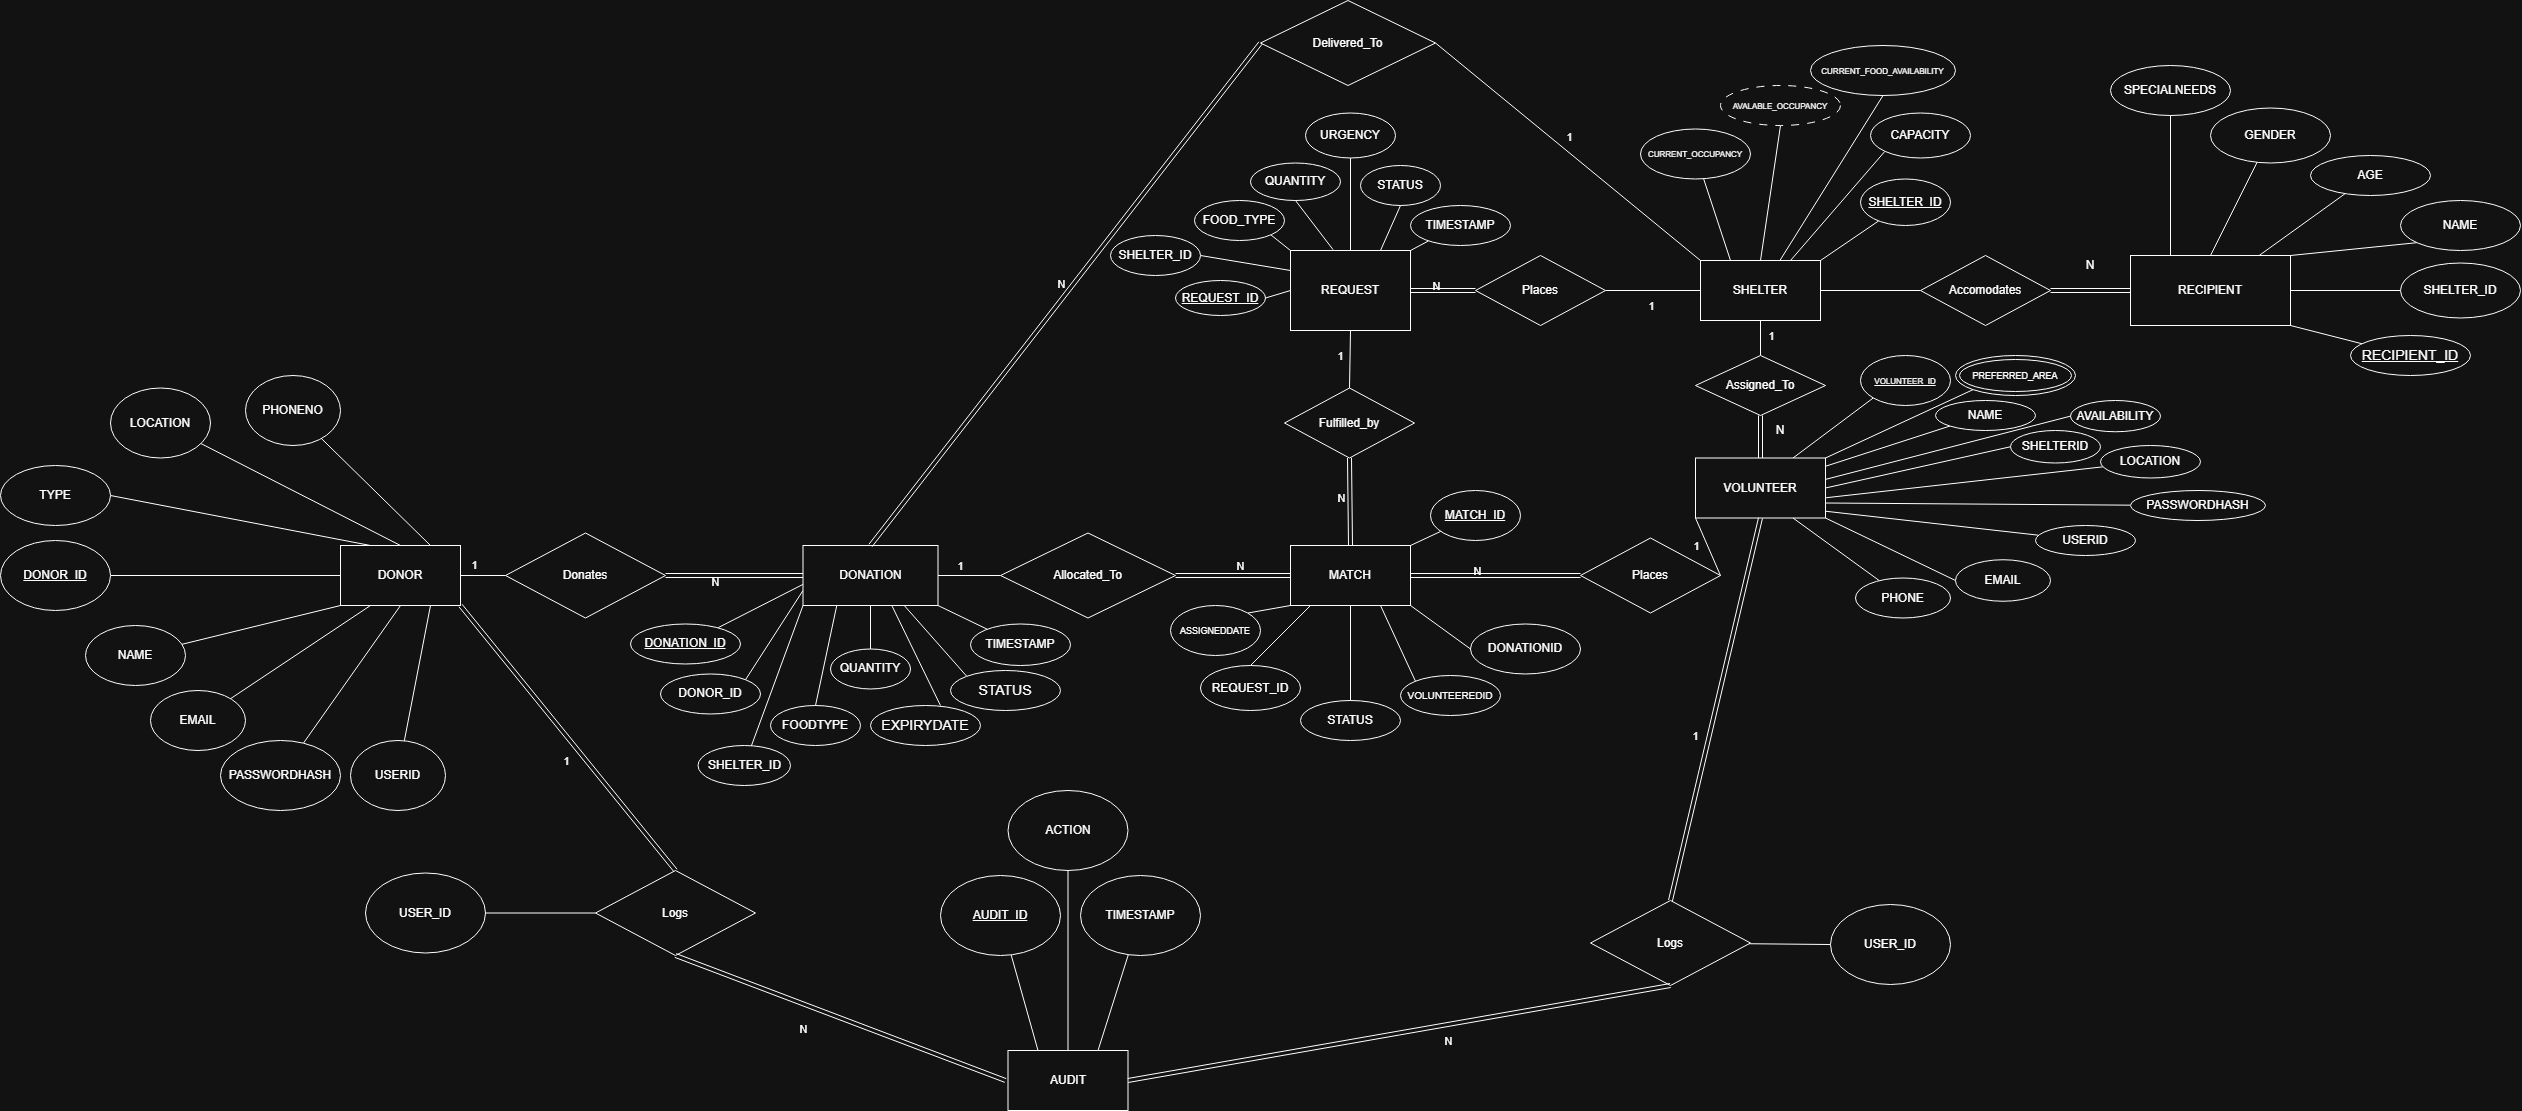 Delivered_To
CURRENT_FOOD_AVAILABILITY
SPECIALNEEDS
AVALABLE_OCCUPANCY
URGENCY
1
CAPACITY
GENDER
CURRENT_OCCUPANCY
QUANTITY
STATUS
AGE
SHELTER_ID
FOOD_TYPE
TIMESTAMP
NAME
SHELTER_ID
N
REQUEST_ID
REQUEST
N
Places
1
SHELTER
Accomodates
N
RECIPIENT
SHELTER_ID
1
1
RECIPIENT_ID
Assigned_To
VOLUNTEER_ID
PREFERRED_AREA
LOCATION
PHONENO
Fulfilled_by
N
NAME
AVAILABILITY
SHELTERID
LOCATION
TYPE
N
VOLUNTEER
PASSWORDHASH
MATCH_ID
USERID
DONOR_ID
DONOR
1
Donates
N
DONATION
1
Allocated_To
N
MATCH
N
Places
1
EMAIL
PHONE
NAME
DONATION_ID
TIMESTAMP
ASSIGNEDDATE
DONATIONID
QUANTITY
DONOR_ID
STATUS
REQUEST_ID
VOLUNTEEREDID
EMAIL
FOODTYPE
EXPIRYDATE
STATUS
PASSWORDHASH
USERID
1
SHELTER_ID
1
ACTION
USER_ID
Logs
AUDIT_ID
TIMESTAMP
Logs
USER_ID
N
N
AUDIT